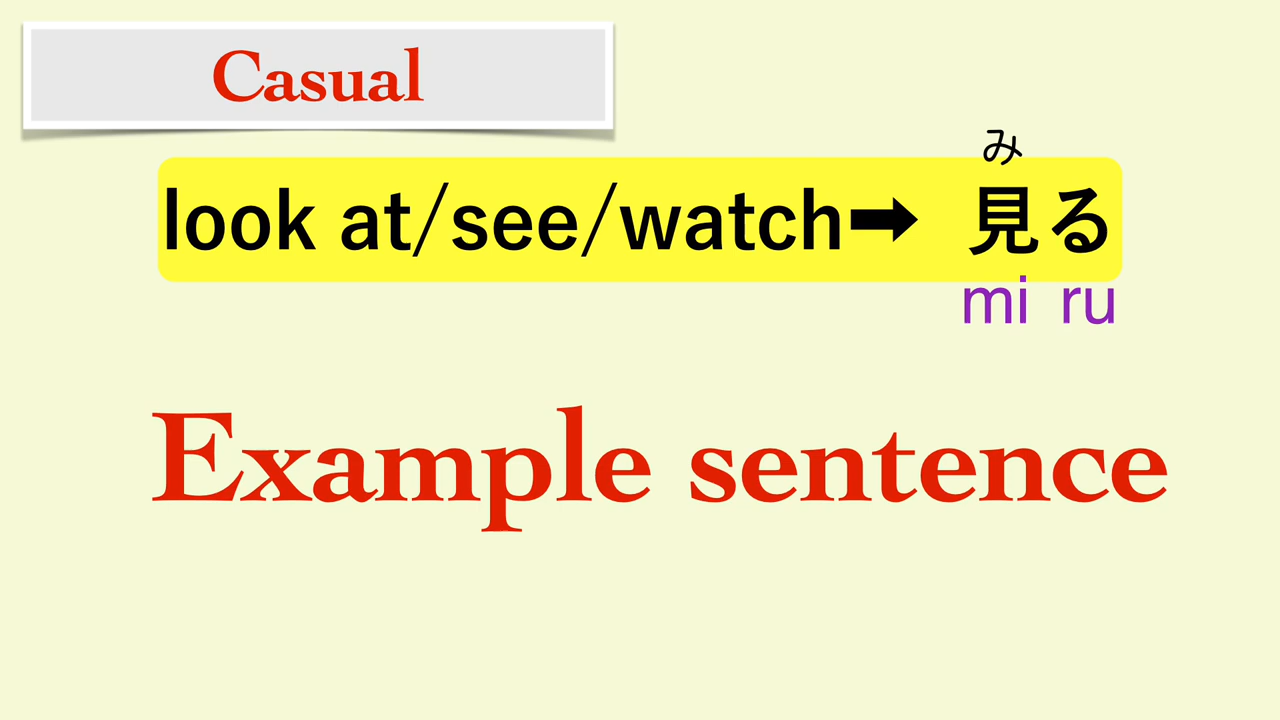 Casual
み
look at/see/watch➡ 見る
mi ru
Example sentence